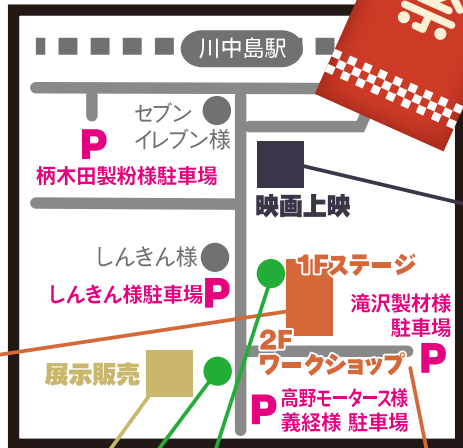 川中島駅
セブン
イレブン様
P
柄木田製粉様駐車場
映画上映
しんきん様
しんきん様駐車場P
1Fステージ
滝沢製材様
駐車場
P
2F
ワークショップ
展示販売
P
高野モータース様
義経様 駐車場